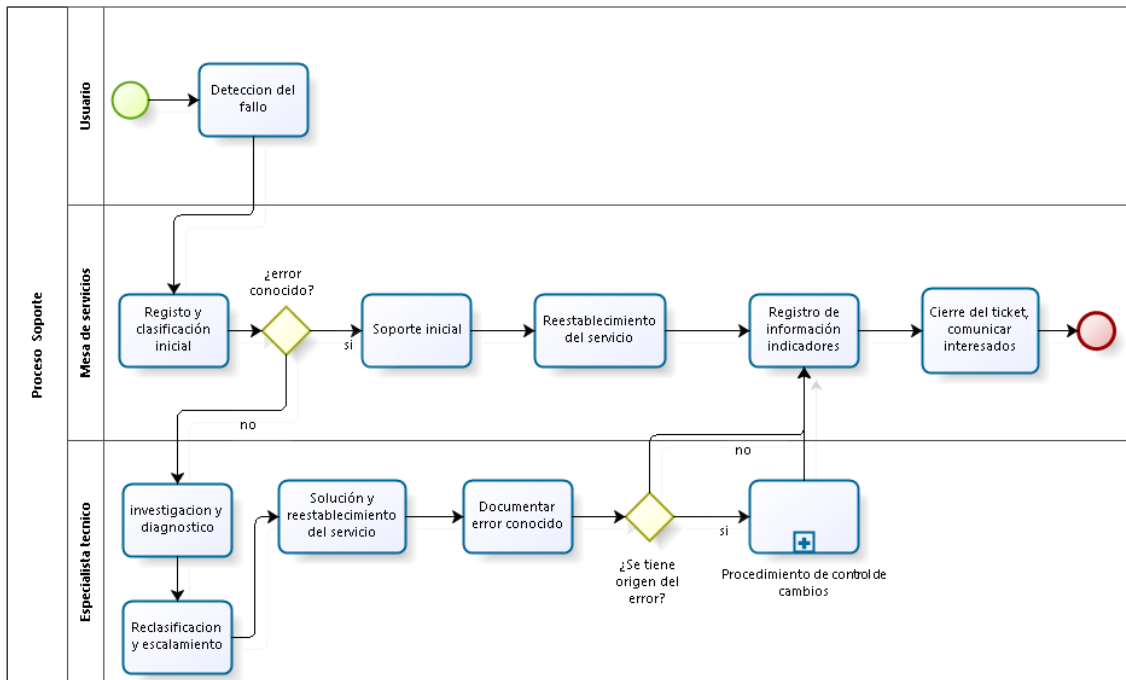 Proceso Soporte
Usuario
Deteccion del
fallo
Mesa de servicios
Registo y
clasificación
inicial
¿error
conocido?
si
no
Soporte inicial
Reestablecimiento
del servicio
Registro de
información
indicadores
Cierre del ticket,
comunicar
interesados
Especialista tecnico
investigacion y
diagnostico
Reclasificacion
y escalamiento
Solución y
reestablecimiento
del servicio
Documentar
error conocido
¿Se tiene
origen del
error?
no
si
Procedimiento de control de
cambios